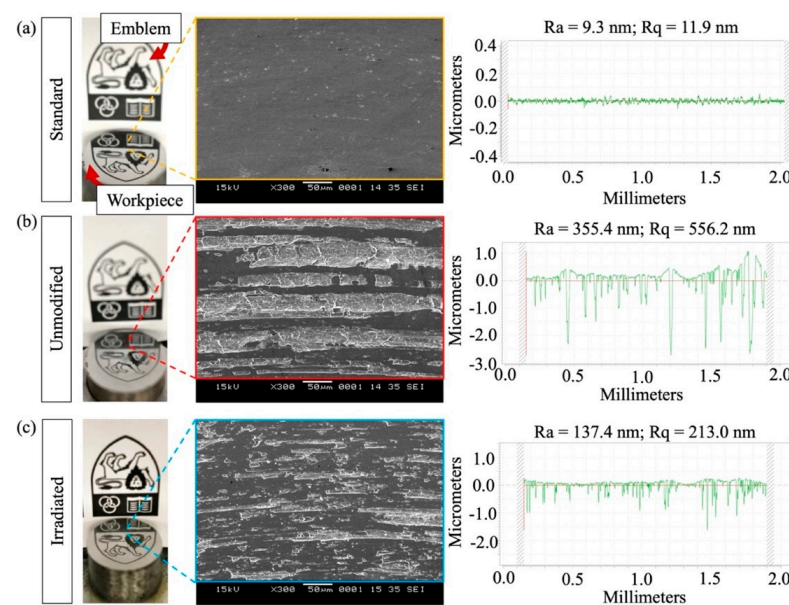 (a)
Standard
Emblem
Workpiece
15kV X300 50μm 0001 14 35 SEI
Ra = 9.3 nm; Rq = 11.9 nm
Micrometers
0.4
0.2
0.0
-0.2
-0.4
0.0 0.5 1.0 1.5 2.0
Millimeters
(b)
Unmodified
15kV X300 50μm 0001 14 35 SEI
Ra = 355.4 nm; Rq = 556.2 nm
Micrometers
1.0
0.0
-1.0
-2.0
-3.0
0.0 0.5 1.0 1.5 2.0
Millimeters
(c)
Irradiated
15kV X300 50μm 0001 14 35 SEI
Ra = 137.4 nm; Rq = 213.0 nm
Micrometers
1.0
0.0
-1.0
-2.0
0.0 0.5 1.0 1.5 2.0
Millimeters